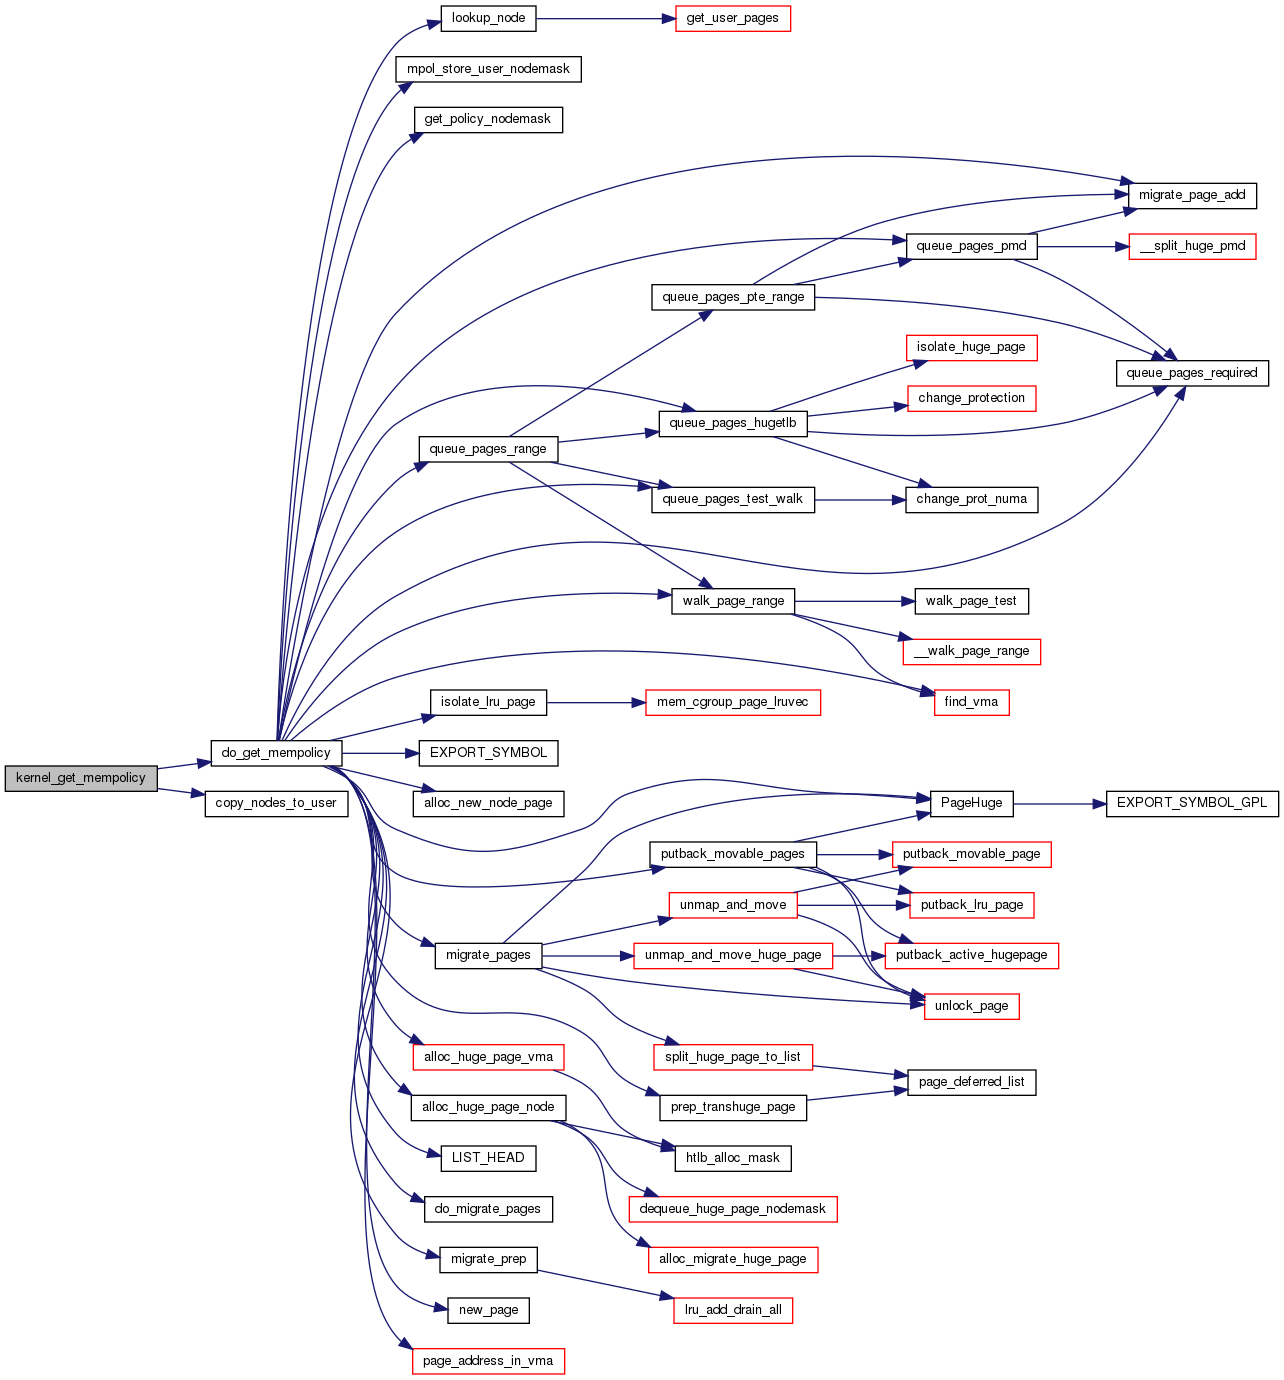 lookup_node
get_user_pages
mpol_store_user_nodemask
get_policy_nodemask
migrate_page_add
queue_pages_pmd
__split_huge_pmd
queue_pages_pte_range
isolate_huge_page
queue_pages_required
change_protection
queue_pages_hugetlb
queue_pages_range
queue_pages_test_walk
change_prot_numa
walk_page_range
walk_page_test
__walk_page_range
isolate_lru_page
mem_cgroup_page_lruvec
find_vma
do_get_mempolicy
EXPORT_SYMBOL
kernel_get_mempolicy
copy_nodes_to_user
alloc_new_node_page
PageHuge
EXPORT_SYMBOL_GPL
putback_movable_pages
putback_movable_page
unmap_and_move
putback_lru_page
migrate_pages
unmap_and_move_huge_page
putback_active_hugepage
unlock_page
alloc_huge_page_vma
split_huge_page_to_list
page_deferred_list
alloc_huge_page_node
prep_transhuge_page
LIST_HEAD
htlb_alloc_mask
do_migrate_pages
dequeue_huge_page_nodemask
migrate_prep
alloc_migrate_huge_page
new_page
lru_add_drain_all
page_address_in_vma